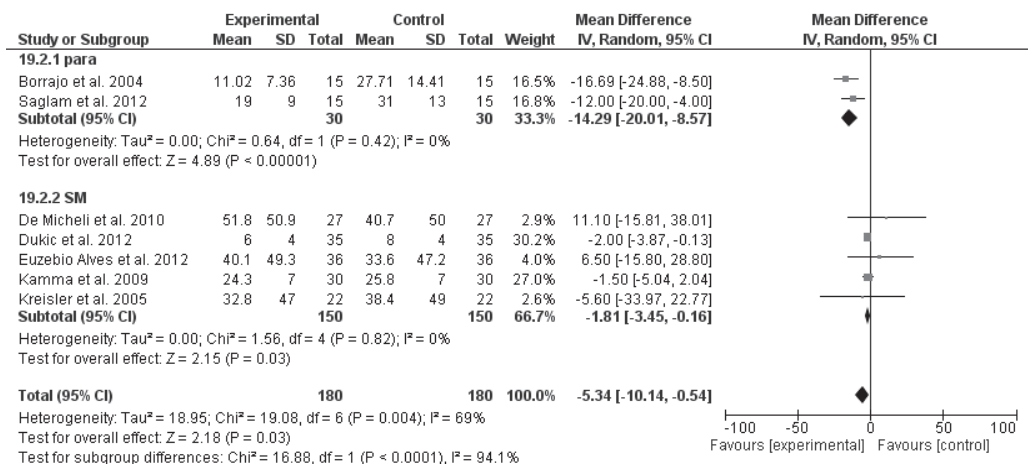 Experimental Control Mean Difference Mean Difference
Study or Subgroup Mean SD Total Mean SD Total Weight IV, Random, 95% CI IV, Random, 95% CI
19.2.1 para
Borrajo et al. 2004 11.02 7.36 15 27.71 14.41 15 16.5% -16.69 [-24.88, -8.50]
Saglam et al. 2012 19 9 15 31 13 15 16.8% -12.00 [-20.00, -4.00]
Subtotal (95% CI) 30 30 33.3% -14.29 [-20.01, -8.57]
Heterogeneity: Tau² = 0.00; Chi² = 0.64, df = 1 (P = 0.42); I² = 0%
Test for overall effect: Z = 4.89 (P < 0.00001)
19.2.2 SM
De Micheli et al. 2010 51.8 50.9 27 40.7 50 27 2.9% 11.10 [-15.81, 38.01]
Dukic et al. 2012 6 4 35 8 4 35 30.2% -2.00 [-3.87, -0.13]
Euzebio Alves et al. 2012 40.1 49.3 36 33.6 47.2 36 4.0% 6.50 [-15.80, 28.80]
Kamma et al. 2009 24.3 7 30 25.8 7 30 27.0% -1.50 [-5.04, 2.04]
Kreisler et al. 2005 32.8 47 22 38.4 49 22 2.6% -5.60 [-33.97, 22.77]
Subtotal (95% CI) 150 150 66.7% -1.81 [-3.45, -0.16]
Heterogeneity: Tau² = 0.00; Chi² = 1.56, df = 4 (P = 0.82); I² = 0%
Test for overall effect: Z = 2.15 (P = 0.03)
Total (95% CI) 180 180 100.0% -5.34 [-10.14, -0.54]
Heterogeneity: Tau² = 18.95; Chi² = 19.08, df = 6 (P = 0.004); I² = 69%
Test for overall effect: Z = 2.18 (P = 0.03)
Test for subgroup differences: Chi² = 16.88, df = 1 (P < 0.0001), I² = 94.1%
-100 -50 0 50 100
Favours [experimental] Favours [control]